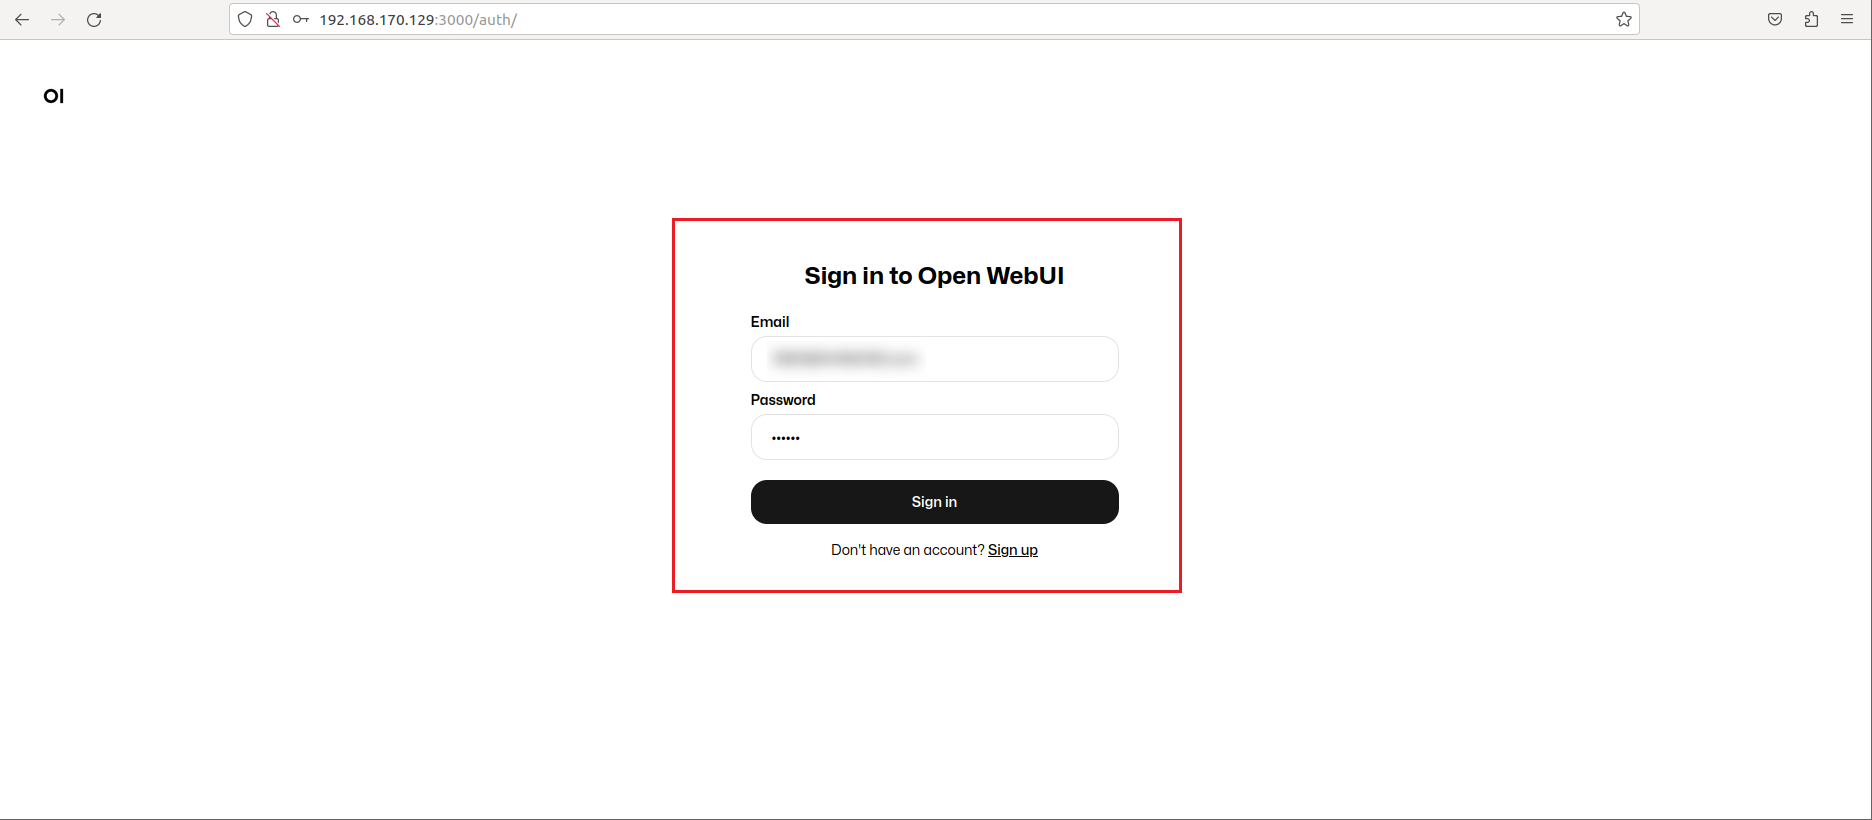 192.168.170.129:3000/auth/
OI
Sign in to Open WebUI
Email
Password
••••••
Sign in
Don't have an account? Sign up